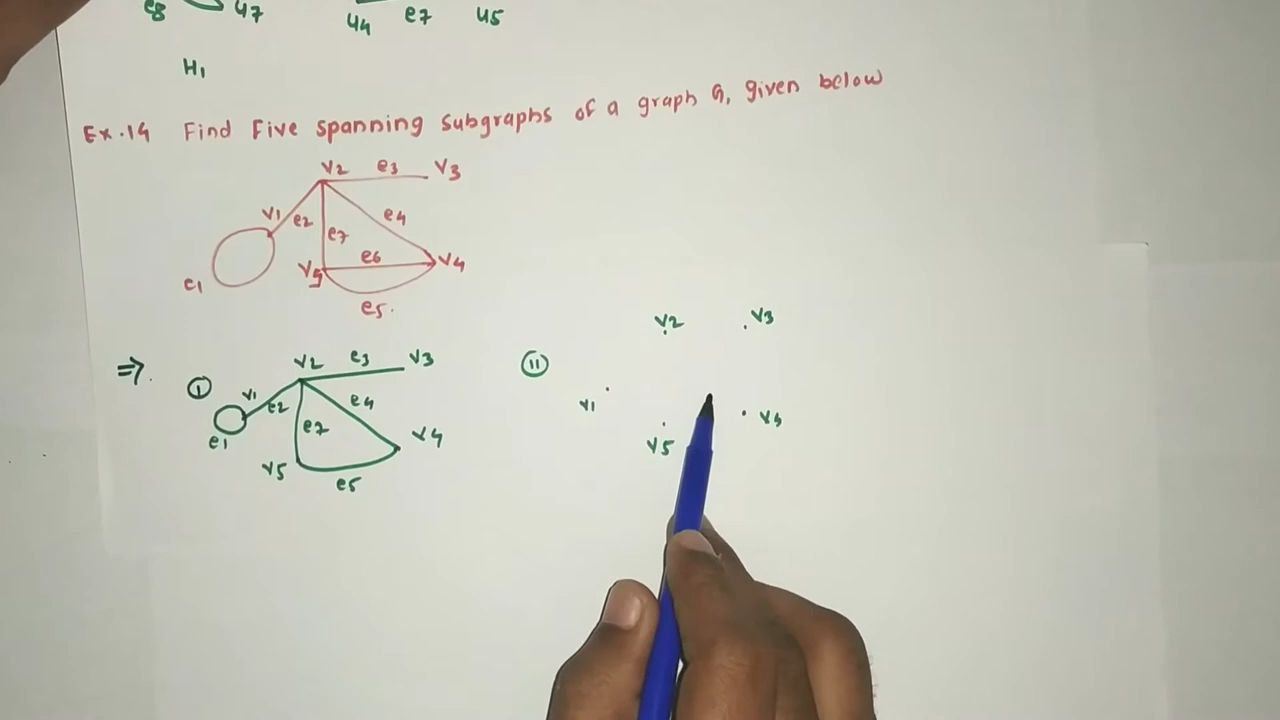 e8 u7 u4 e7 u5
H1
Ex.14 Find Five spanning subgraphs of a graph G, given below
v2 e3 v3
v1 e2 e4
e7
e6
v5 v4
e1
e5.
⇒. (I) v2 e3 v3
v1 e2 e4
e7
e1 v4
v5
e5
(II) v2 v3
v1
v4
v5